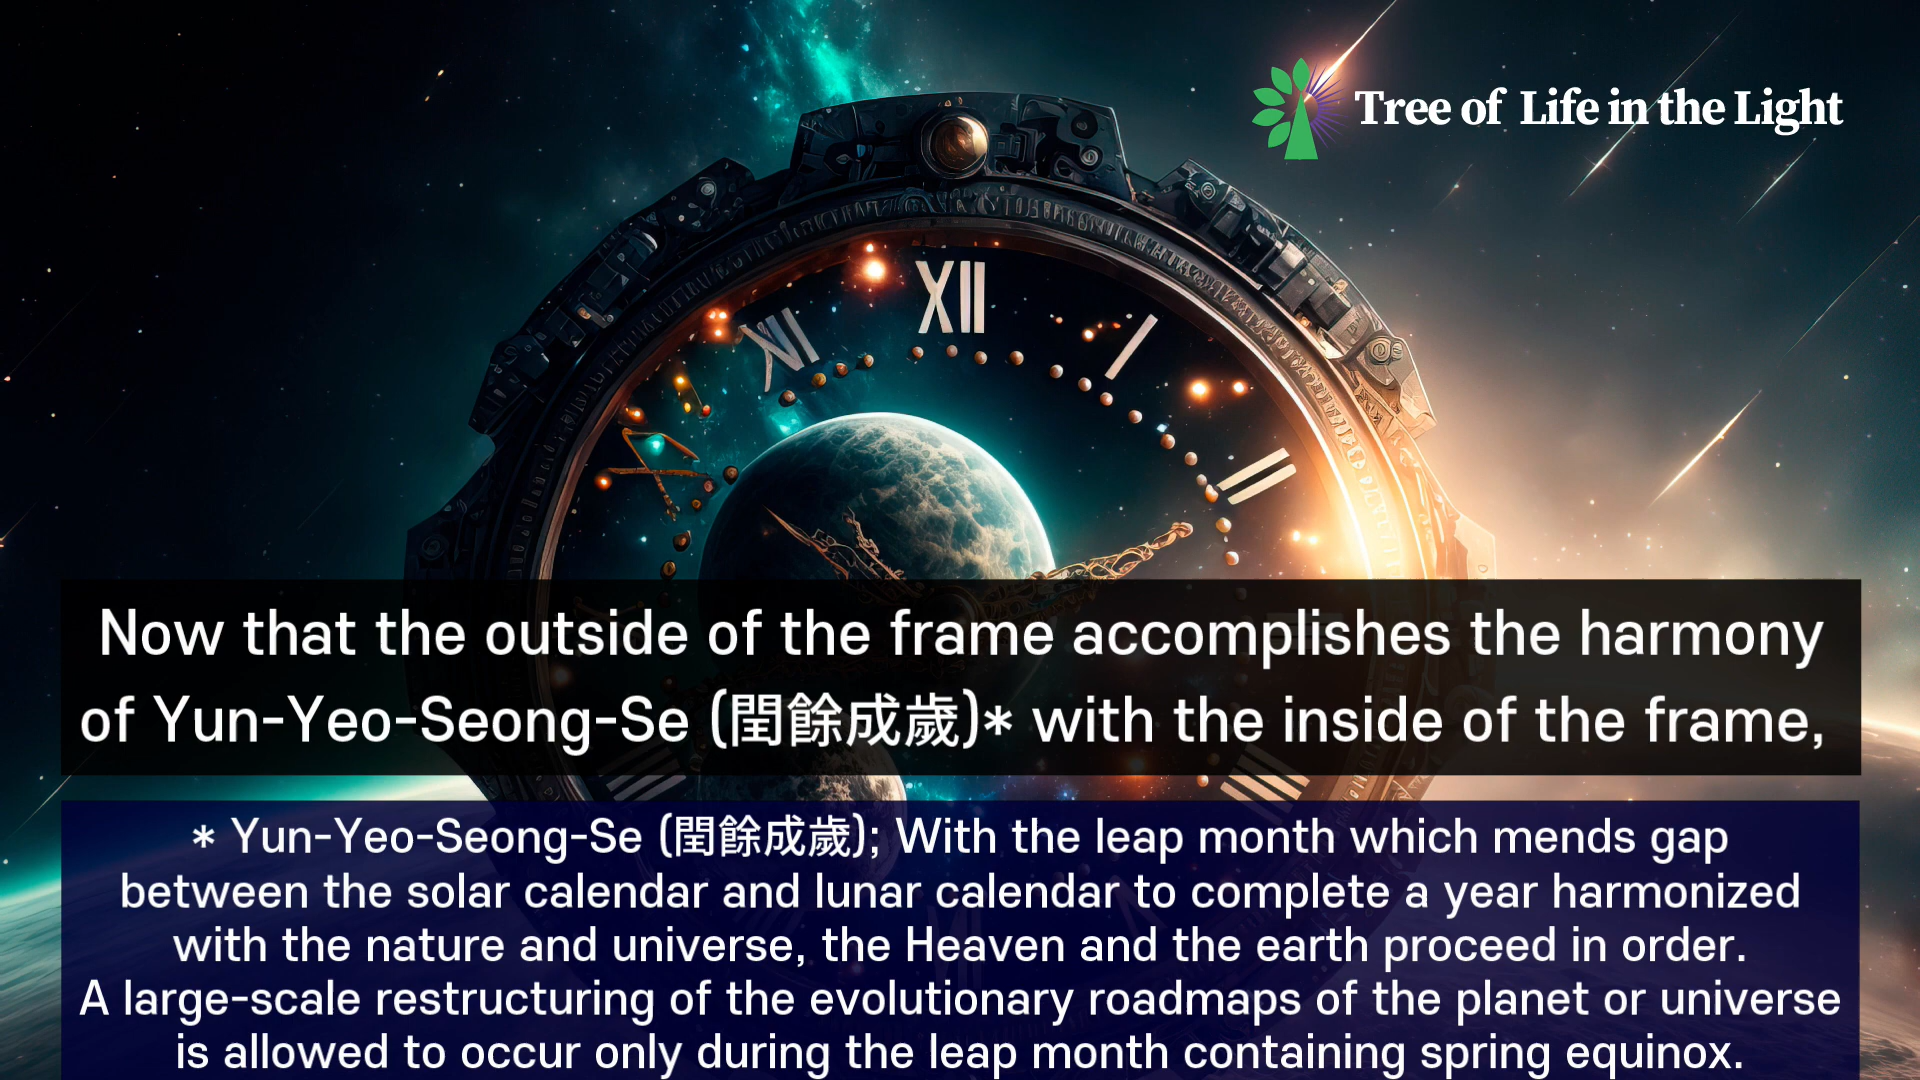 Tree of Life in the Light
XII
Now that the outside of the frame accomplishes the harmony
of Yun-Yeo-Seong-Se (閏餘成歲)* with the inside of the frame,
* Yun-Yeo-Seong-Se (閏餘成歲); With the leap month which mends gap
between the solar calendar and lunar calendar to complete a year harmonized
with the nature and universe, the Heaven and the earth proceed in order.
A large-scale restructuring of the evolutionary roadmaps of the planet or universe
is allowed to occur only during the leap month containing spring equinox.